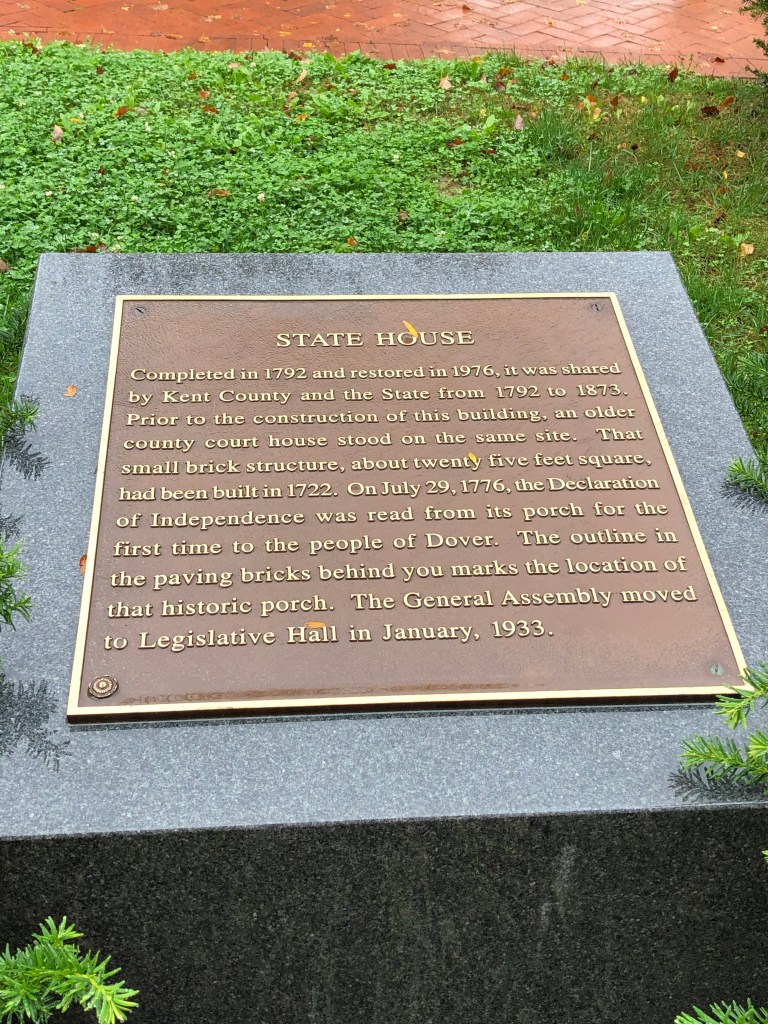 STATE HOUSE
Completed in 1792 and restored in 1976, it was shared
by Kent County and the State from 1792 to 1873.
Prior to the construction of this building, an older
county court house stood on the same site. That
small brick structure, about twenty five feet square,
had been built in 1722. On July 29, 1776, the Declaration
of Independence was read from its porch for the
first time to the people of Dover. The outline in
the paving bricks behind you marks the location of
that historic porch. The General Assembly moved
to Legislative Hall in January, 1933.